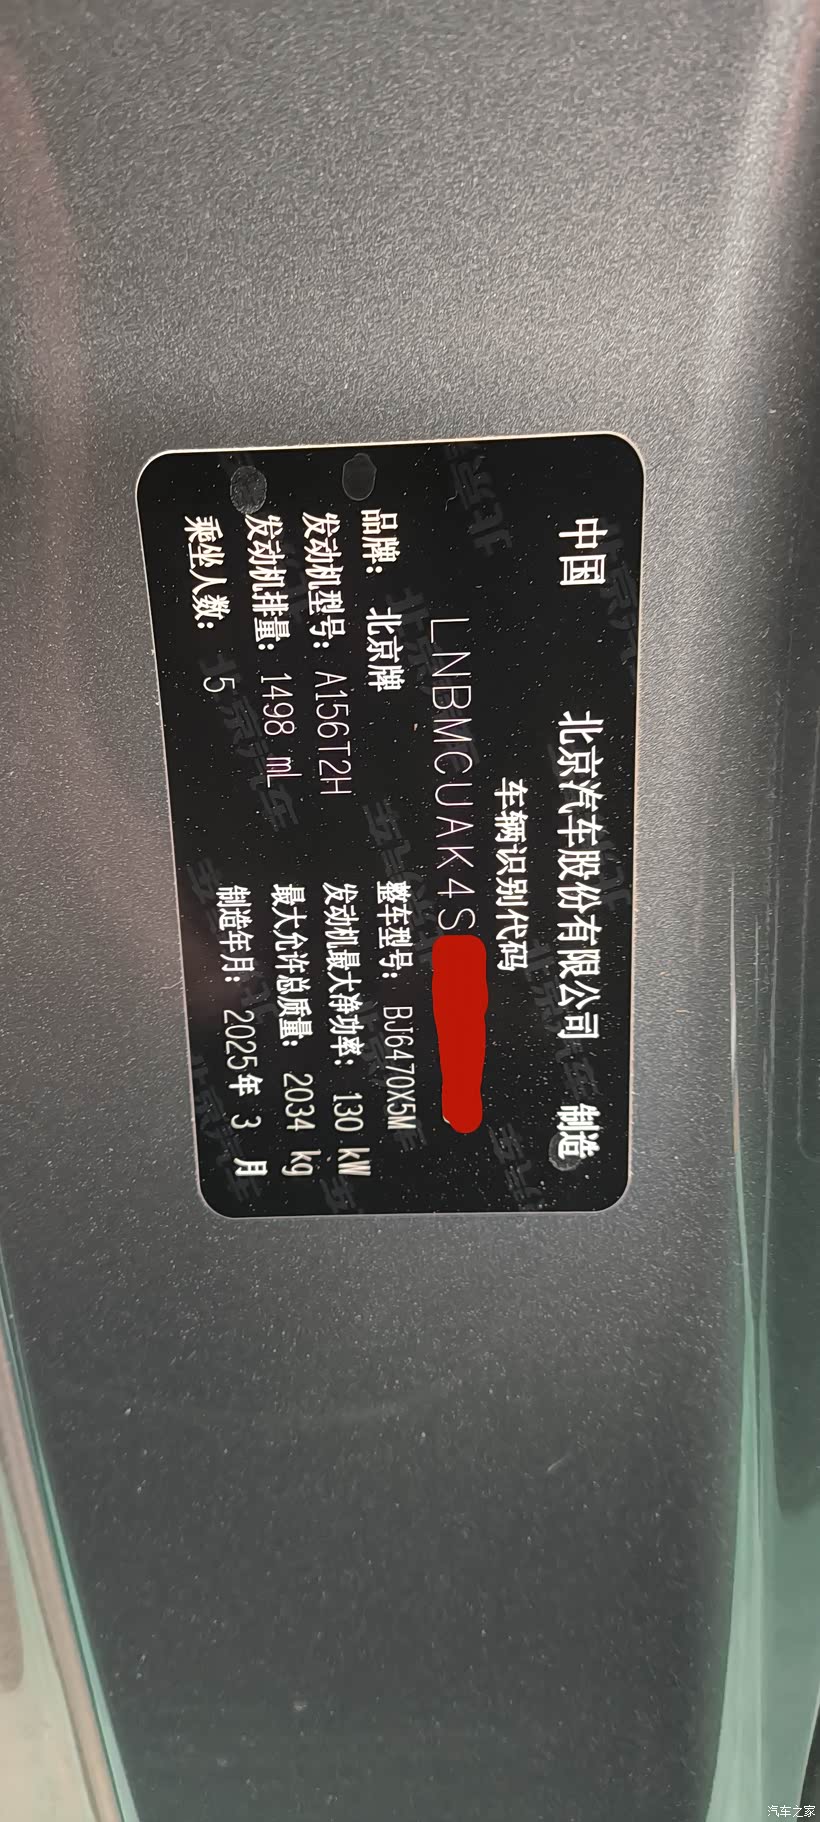 中国 北京汽车股份有限公司 制造
车辆识别代码
LNBMCUAK4S
品牌： 北京牌 整车型号： BJ6470X5M
发动机型号： A156T2H 发动机最大净功率： 130 kW
发动机排量： 1498 mL 最大允许总质量： 2034 kg
乘坐人数： 5 制造年月： 2025年 3 月
汽车之家